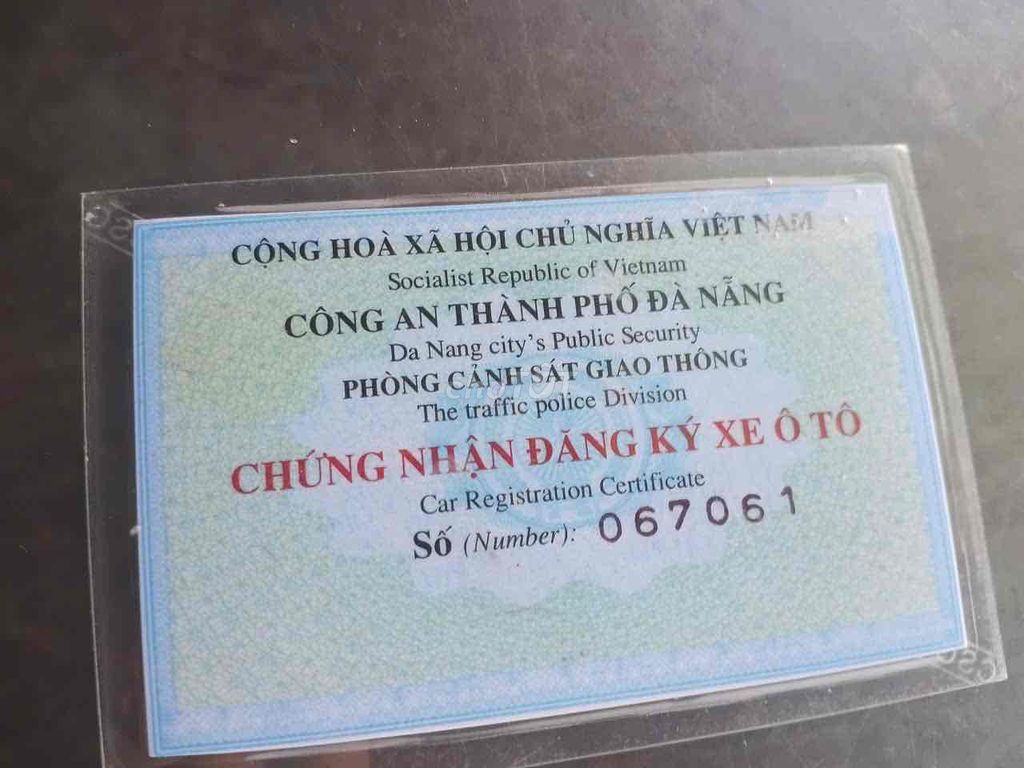 CỘNG HOÀ XÃ HỘI CHỦ NGHĨA VIỆT NAM
Socialist Republic of Vietnam
CÔNG AN THÀNH PHỐ ĐÀ NẴNG
Da Nang city's Public Security
PHÒNG CẢNH SÁT GIAO THÔNG
The traffic police Division
CHỨNG NHẬN ĐĂNG KÝ XE Ô TÔ
Car Registration Certificate
Số (Number): 067061